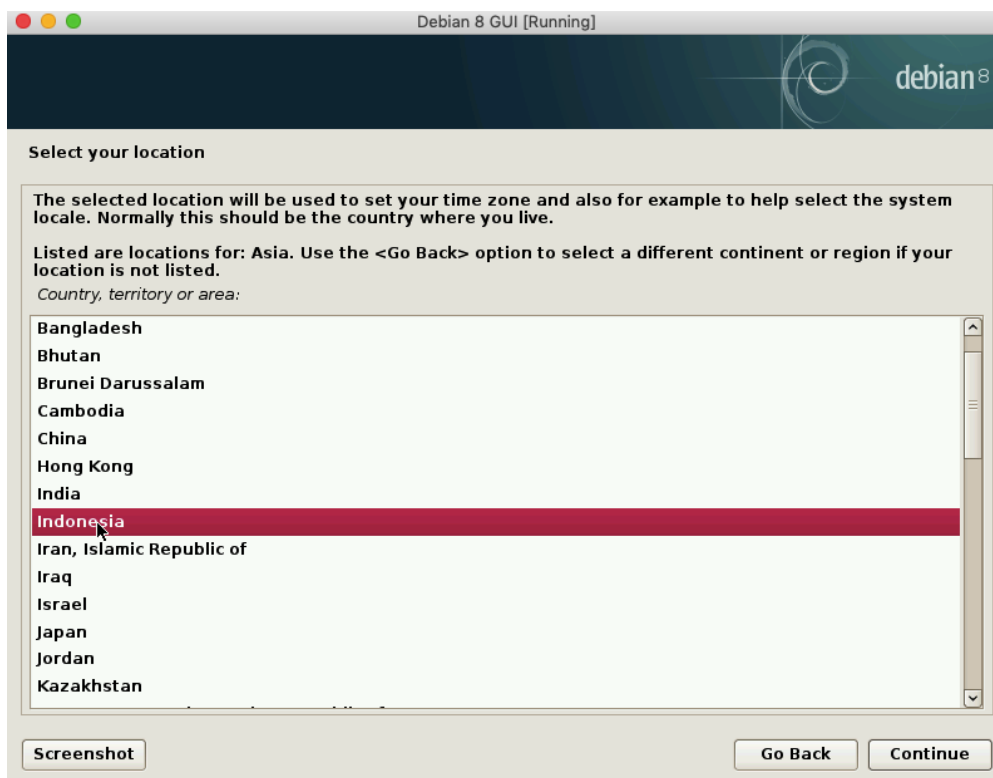 Debian 8 GUI [Running]
debian 8
Select your location
The selected location will be used to set your time zone and also for example to help select the system
locale. Normally this should be the country where you live.
Listed are locations for: Asia. Use the <Go Back> option to select a different continent or region if your
location is not listed.
Country, territory or area:
Bangladesh
Bhutan
Brunei Darussalam
Cambodia
China
Hong Kong
India
Indonesia
Iran, Islamic Republic of
Iraq
Israel
Japan
Jordan
Kazakhstan
Screenshot
Go Back
Continue